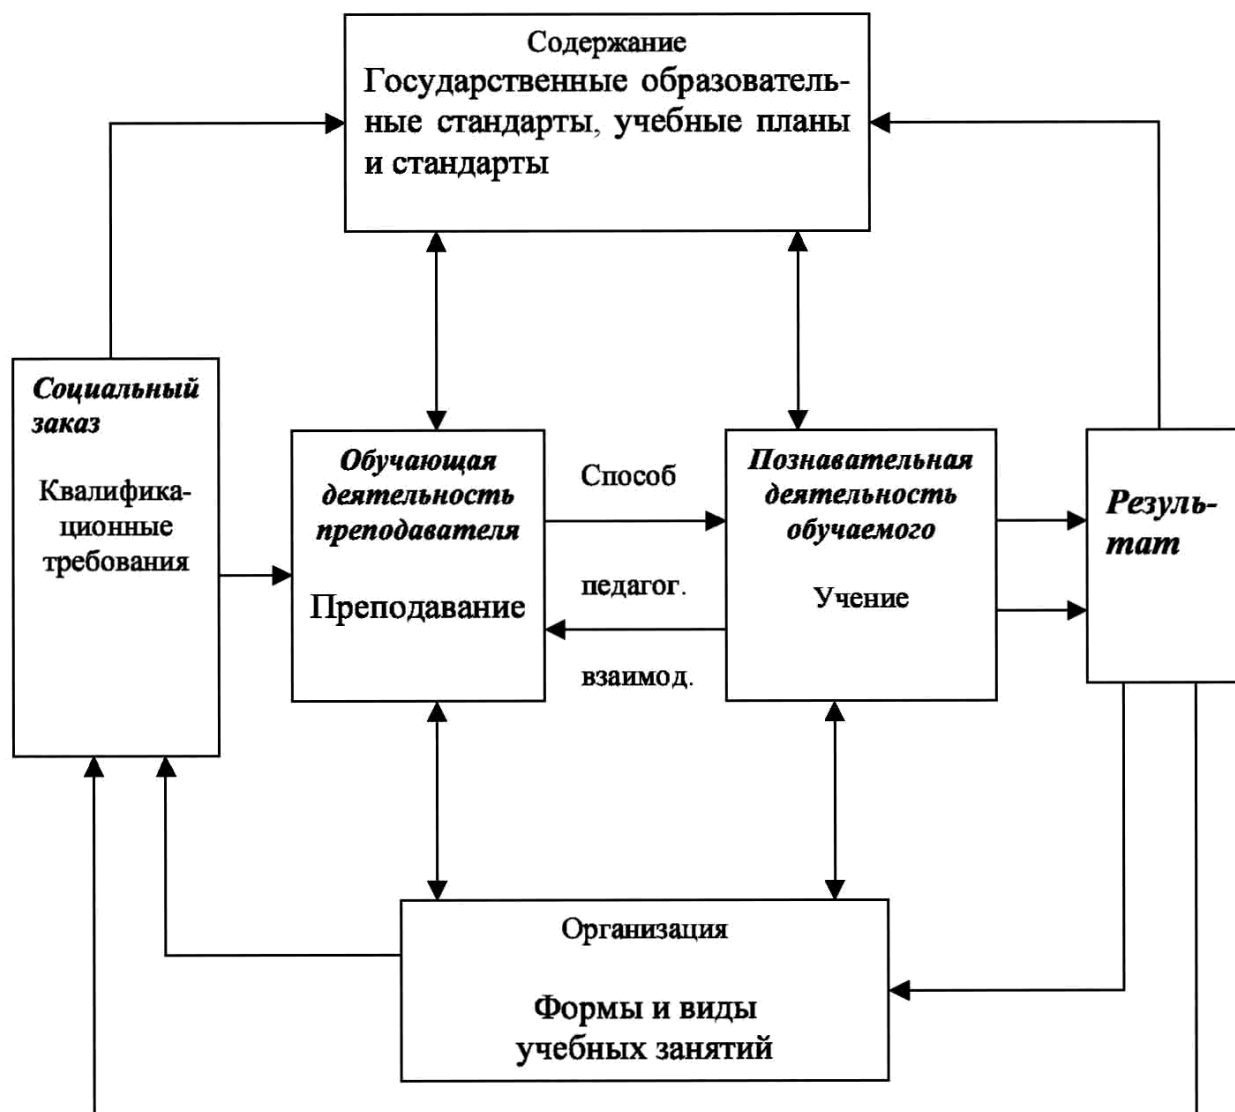 Содержание
Государственные образователь-
ные стандарты, учебные планы
и стандарты
Социальный
заказ
Квалифика-
ционные
требования
Обучающая
деятельность
преподавателя
Преподавание
Способ
педагог.
взаимод.
Познавательная
деятельность
обучаемого
Учение
Резуль-
тат
Организация
Формы и виды
учебных занятий